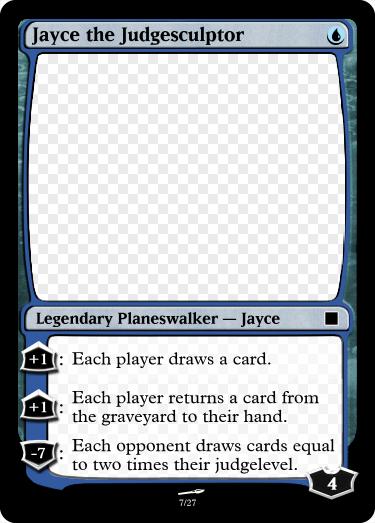 Jayce the Judgesculptor
Legendary Planeswalker — Jayce
+1: Each player draws a card.
+1: Each player returns a card from
the graveyard to their hand.
-7: Each opponent draws cards equal
to two times their judgelevel.
4
7/27